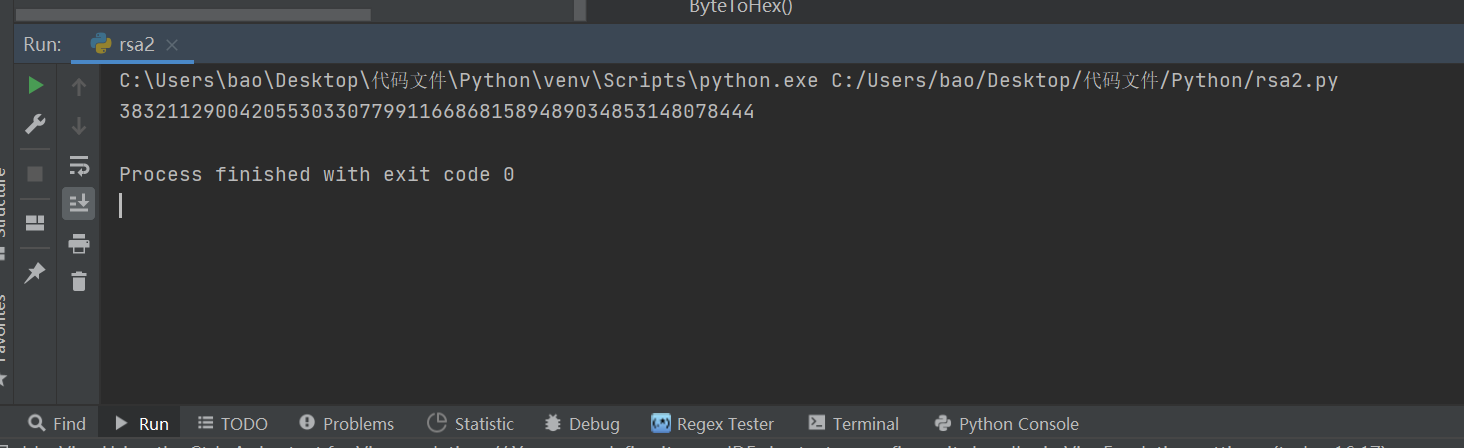 ByteToHex()
Run: rsa2
C:\Users\bao\Desktop\代码文件\Python\venv\Scripts\python.exe C:/Users/bao/Desktop/代码文件/Python/rsa2.py
38321129004205530330779911668681589489034853148078444
Process finished with exit code 0
Structure
Favorites
Find Run TODO Problems Statistic Debug Regex Tester Terminal Python Console